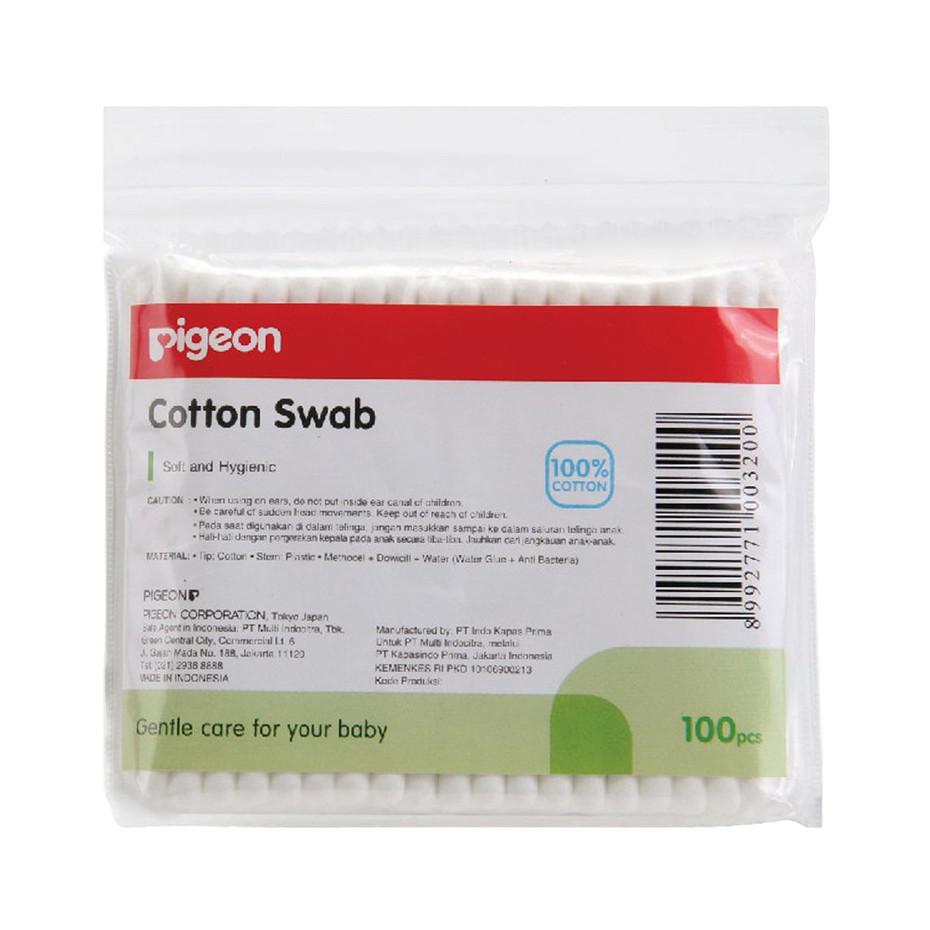 pigeon
Cotton Swab
Soft and Hygienic
100%
COTTON
CAUTION : • When using on ears, do not put inside ear canal of children.
• Be careful of sudden head movements. Keep out of reach of children.
• Pada saat digunakan di dalam telinga, jangan masukkan sampai ke dalam saluran telinga anak.
• Hati-hati dengan pergerakan kepala pada anak secara tiba-tiba. Jauhkan dari jangkauan anak-anak.
MATERIAL: • Tip: Cotton • Stem: Plastic • Methocel + Dowicill + Water (Water Glue + Anti Bacteria)
PIGEON
PIGEON CORPORATION, Tokyo Japan
Sale Agent in Indonesia: PT Multi Indocitra, Tbk.
Green Central City, Commercial Lt. 6
Jl. Gajah Mada No. 188, Jakarta 11120
Tel: (021) 2938 8888
MADE IN INDONESIA
Manufactured by: PT Indo Kapas Prima
Untuk PT Multi Indocitra, melalui
PT Kapasindo Prima, Jakarta Indonesia
KEMENKES RI PKD 10106900213
Kode Produksi:
8992771003200
Gentle care for your baby
100pcs